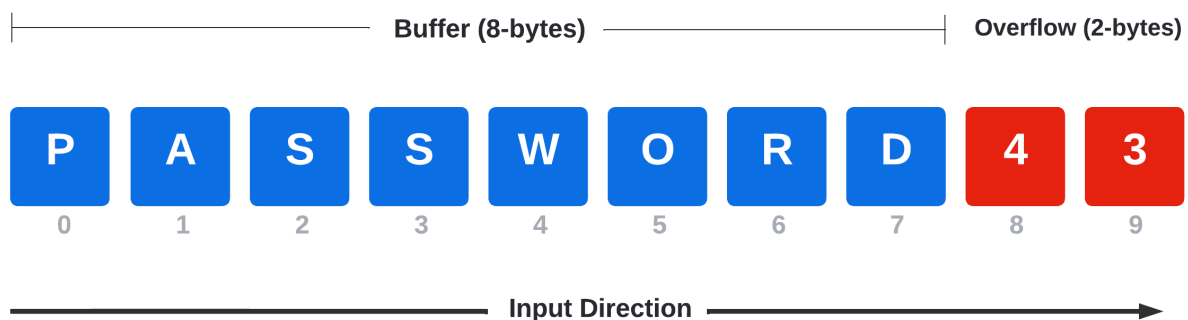 Buffer (8-bytes) Overflow (2-bytes)
P A S S W O R D 4 3
0 1 2 3 4 5 6 7 8 9
Input Direction